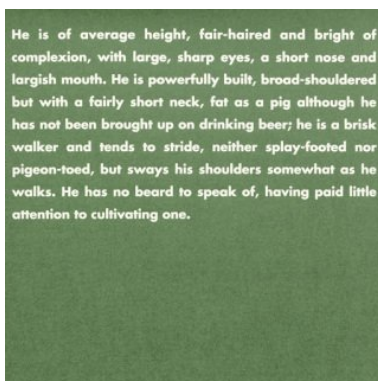 He is of average height, fair-haired and bright of
complexion, with large, sharp eyes, a short nose and
largish mouth. He is powerfully built, broad-shouldered
but with a fairly short neck, fat as a pig although he
has not been brought up on drinking beer; he is a brisk
walker and tends to stride, neither splay-footed nor
pigeon-toed, but sways his shoulders somewhat as he
walks. He has no beard to speak of, having paid little
attention to cultivating one.